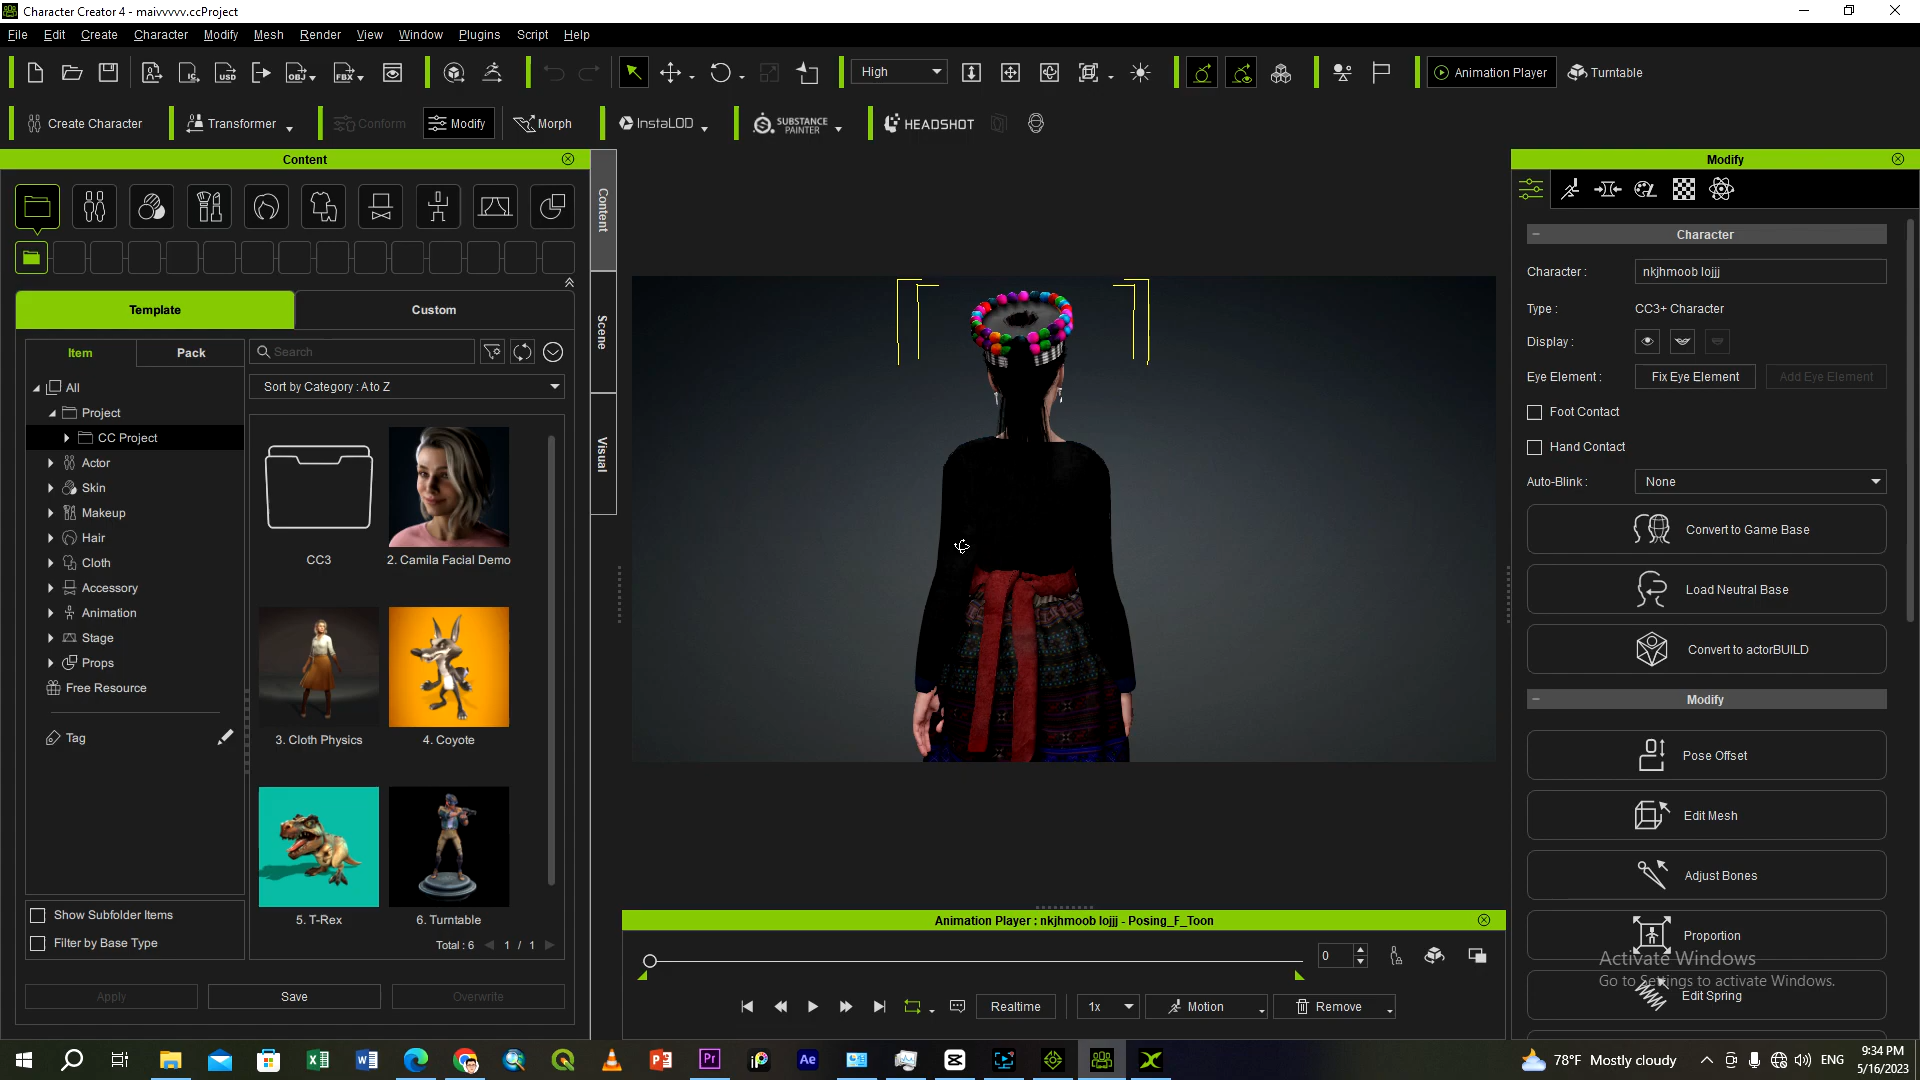 Character Creator 4 - maivvvvv.ccProject
File Edit Create Character Modify Mesh Render View Window Plugins Script Help
High
Animation Player
Turntable
Create Character
Transformer
Conform
Modify
Morph
InstaLOD
SUBSTANCE PAINTER
HEADSHOT
Content
Template
Custom
Item
Pack
Search
Sort by Category : A to Z
All
Project
CC Project
Actor
Skin
Makeup
Hair
Cloth
Accessory
Animation
Stage
Props
Free Resource
Tag
Show Subfolder Items
Filter by Base Type
CC3
2. Camila Facial Demo
3. Cloth Physics
4. Coyote
5. T-Rex
6. Turntable
Total : 6
1 / 1
Apply
Save
Overwrite
Content
Scene
Visual
Animation Player : nkjhmoob lojjj - Posing_F_Toon
0
Realtime
1x
Motion
Remove
Modify
Character
Character :
nkjhmoob lojjj
Type :
CC3+ Character
Display :
Eye Element :
Fix Eye Element
Add Eye Element
Foot Contact
Hand Contact
Auto-Blink :
None
Convert to Game Base
Load Neutral Base
Convert to actorBUILD
Modify
Pose Offset
Edit Mesh
Adjust Bones
Proportion
Activate Windows
Go to Settings to activate Windows.
Edit Spring
78°F Mostly cloudy
ENG
9:34 PM
5/16/2023